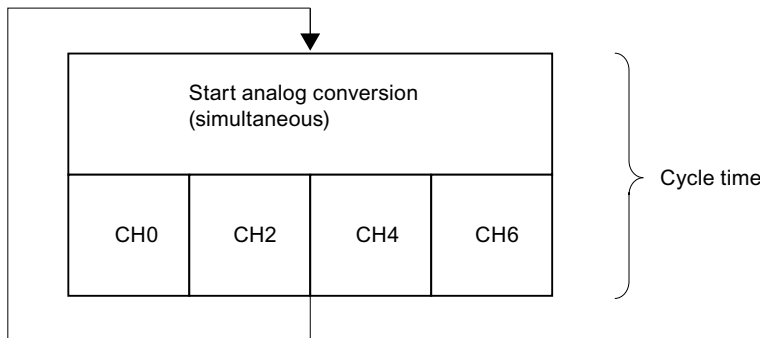 Start analog conversion
(simultaneous)
Cycle time
CH0 CH2 CH4 CH6